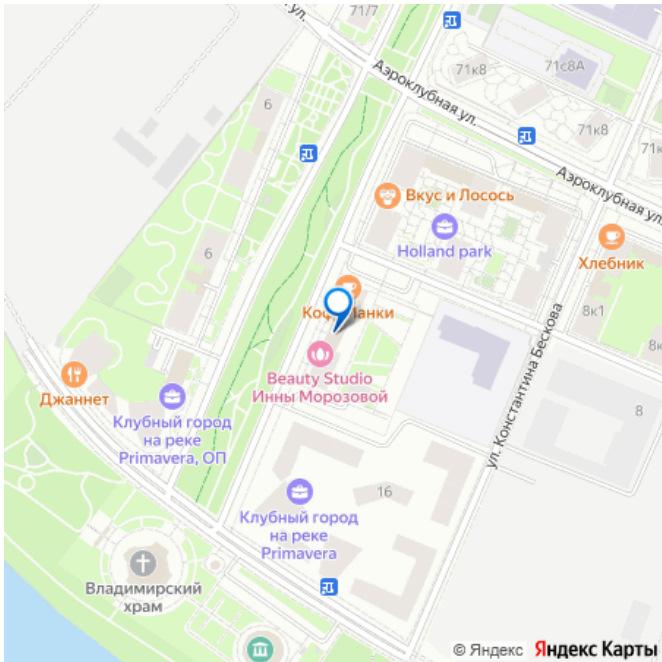 71/7
ул.
71к8
71с8А
Аэроклубная ул.
6
71к8
71к
Аэроклубная ул.
Вкус и Лосось
Holland park
Хлебник
6
8к1
8к
ул. Константина Бескова
Beauty Studio
Инны Морозовой
Джаннет
Клубный город
на реке
Primavera, ОП
8
16
Клубный город
на реке
Primavera
Владимирский
храм
© Яндекс Яндекс Карты